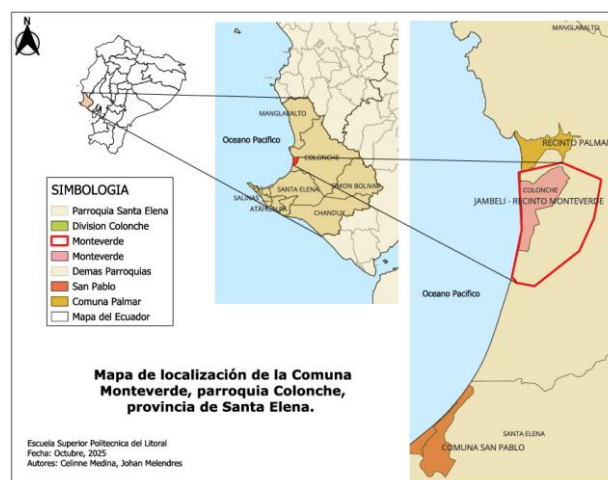 N
SIMBOLOGIA
Parroquia Santa Elena
Division Colonche
Monteverde
Monteverde
Demas Parroquias
San Pablo
Comuna Palmar
Mapa del Ecuador
MANGLARALTO
Oceano Pacifico
COLONCHE
SANTA ELENA
SIMON BOLIVAR
SALINAS
ATAHUALPA
CHANDUY
MANGLARALTO
RECINTO PALMAR
COLONCHE
JAMBELI - RECINTO MONTEVERDE
Oceano Pacifico
SANTA ELENA
COMUNA SAN PABLO
Mapa de localización de la Comuna
Monteverde, parroquia Colonche,
provincia de Santa Elena.
Escuela Superior Politecnica del Litoral
Fecha: Octubre, 2025
Autores: Celinne Medina, Johan Melendres